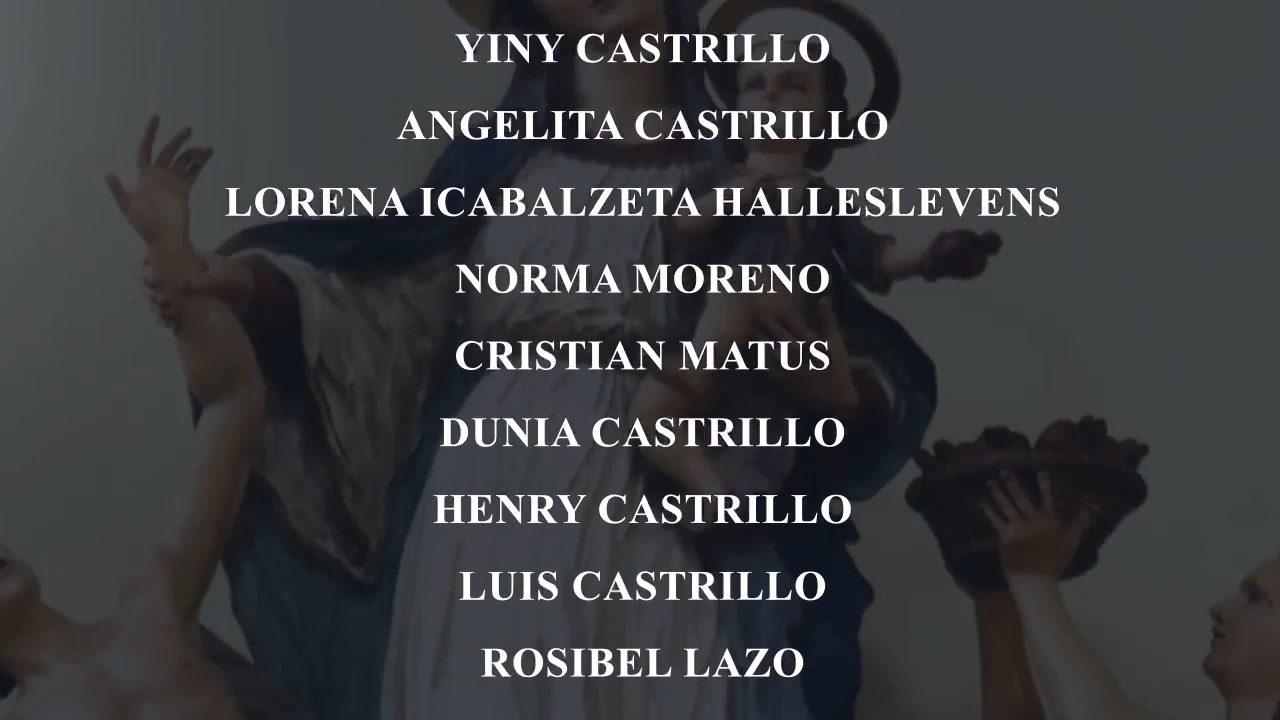 YINY CASTRILLO
ANGELITA CASTRILLO
LORENA ICABALZETA HALLESLEVENS
NORMA MORENO
CRISTIAN MATUS
DUNIA CASTRILLO
HENRY CASTRILLO
LUIS CASTRILLO
ROSIBEL LAZO